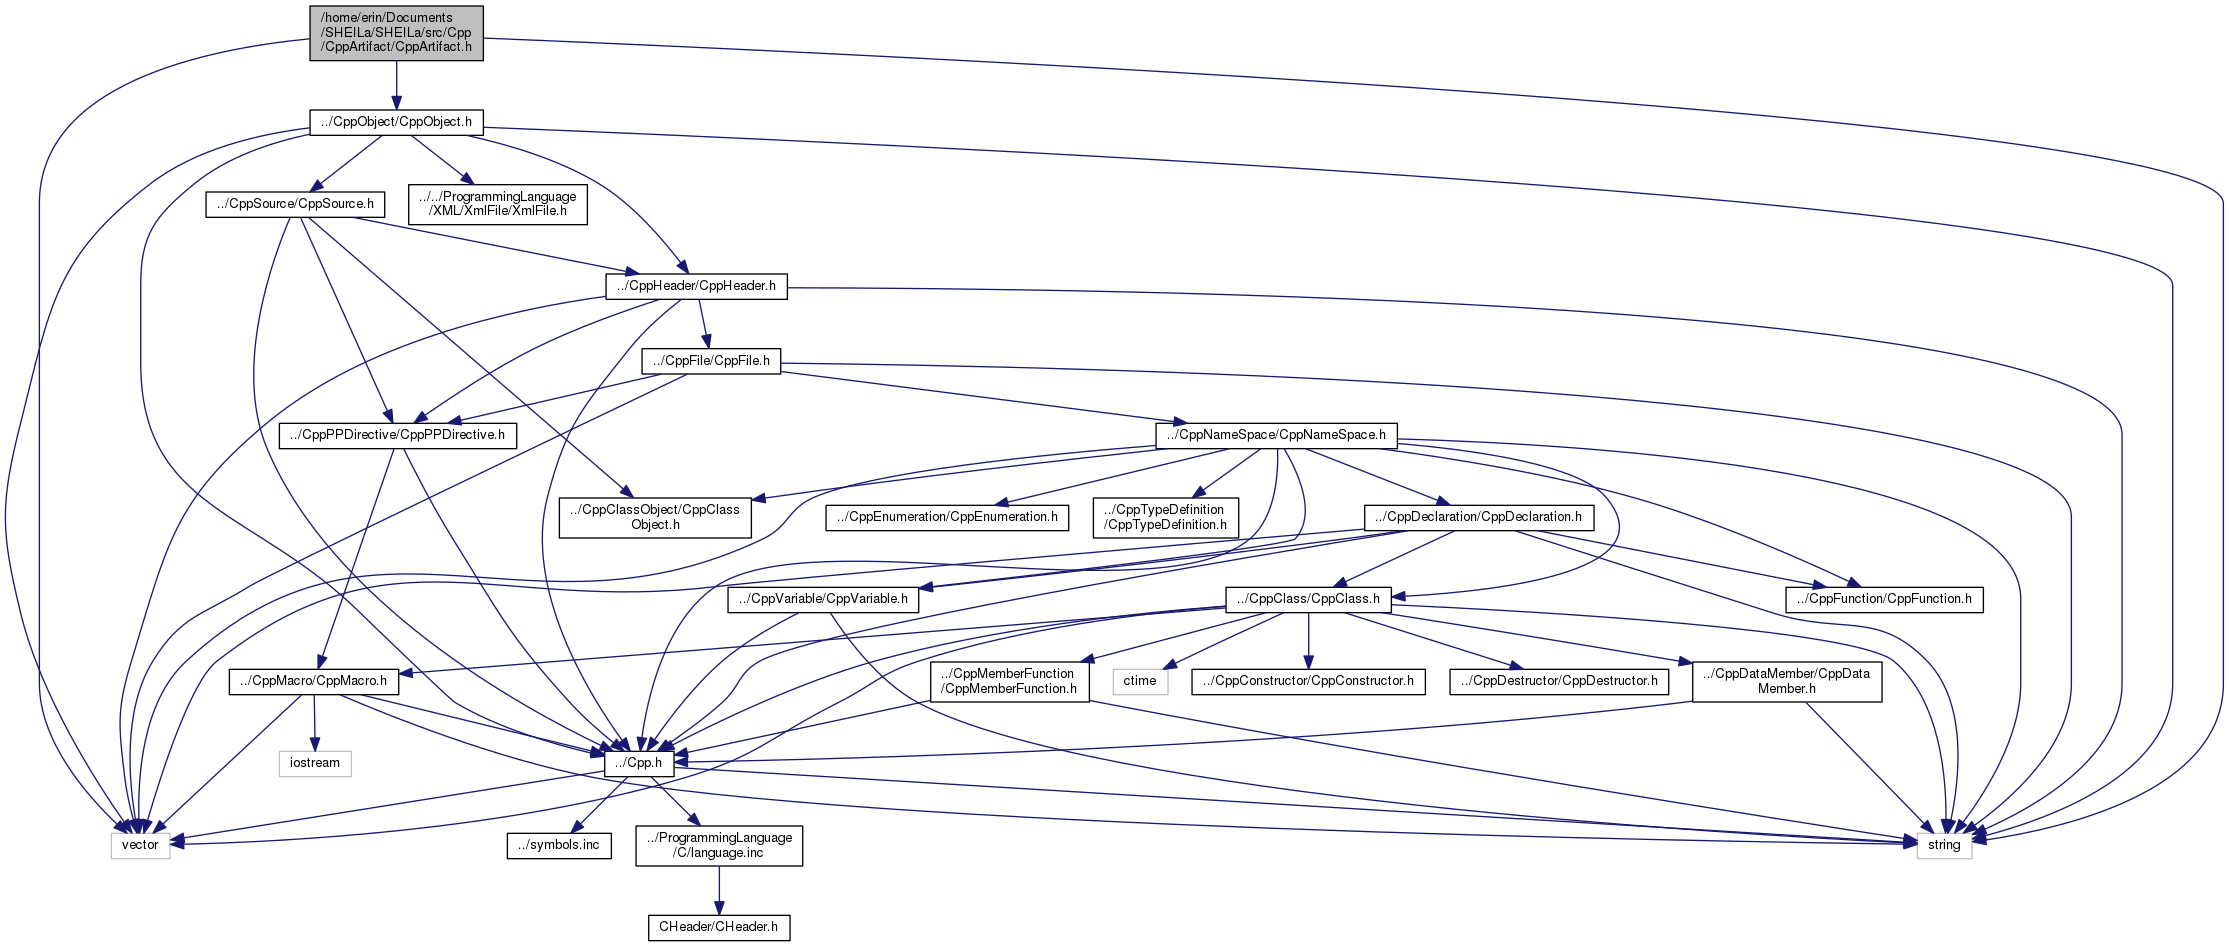 /home/erin/Documents
/SHEILa/SHEILa/src/Cpp
/CppArtifact/CppArtifact.h
../CppObject/CppObject.h
../CppSource/CppSource.h
../../ProgrammingLanguage
/XML/XmlFile/XmlFile.h
../CppHeader/CppHeader.h
../CppFile/CppFile.h
../CppPPDirective/CppPPDirective.h
../CppNameSpace/CppNameSpace.h
../CppClassObject/CppClass
Object.h
../CppEnumeration/CppEnumeration.h
../CppTypeDefinition
/CppTypeDefinition.h
../CppDeclaration/CppDeclaration.h
../CppVariable/CppVariable.h
../CppClass/CppClass.h
../CppFunction/CppFunction.h
../CppMacro/CppMacro.h
../CppMemberFunction
/CppMemberFunction.h
ctime
../CppConstructor/CppConstructor.h
../CppDestructor/CppDestructor.h
../CppDataMember/CppData
Member.h
iostream
../Cpp.h
vector
../symbols.inc
../ProgrammingLanguage
/C/language.inc
string
CHeader/CHeader.h